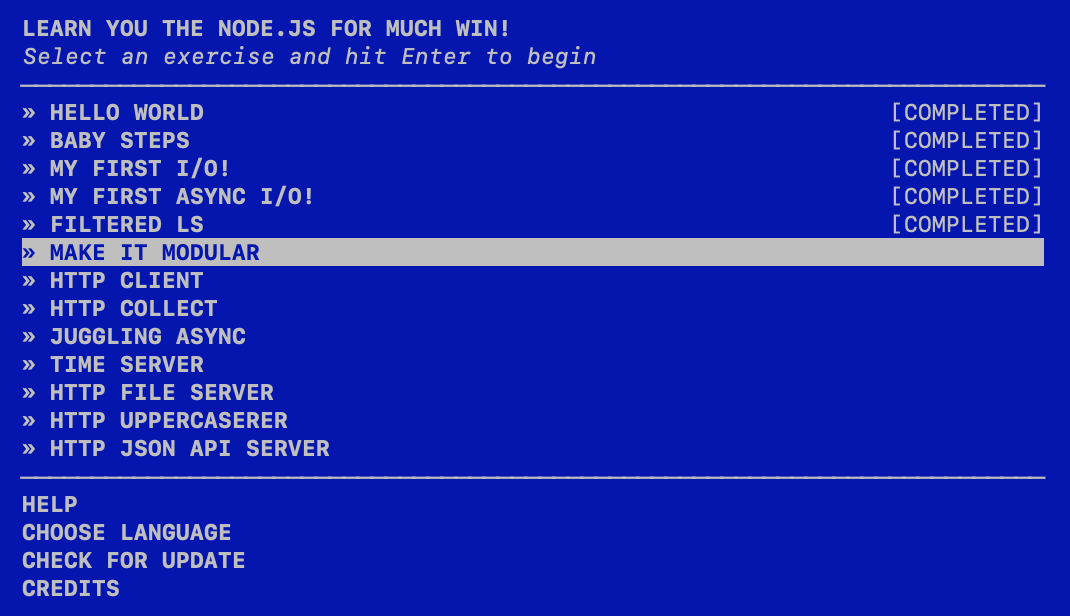 LEARN YOU THE NODE.JS FOR MUCH WIN!
Select an exercise and hit Enter to begin
» HELLO WORLD [COMPLETED]
» BABY STEPS [COMPLETED]
» MY FIRST I/O! [COMPLETED]
» MY FIRST ASYNC I/O! [COMPLETED]
» FILTERED LS [COMPLETED]
» MAKE IT MODULAR
» HTTP CLIENT
» HTTP COLLECT
» JUGGLING ASYNC
» TIME SERVER
» HTTP FILE SERVER
» HTTP UPPERCASERER
» HTTP JSON API SERVER
HELP
CHOOSE LANGUAGE
CHECK FOR UPDATE
CREDITS